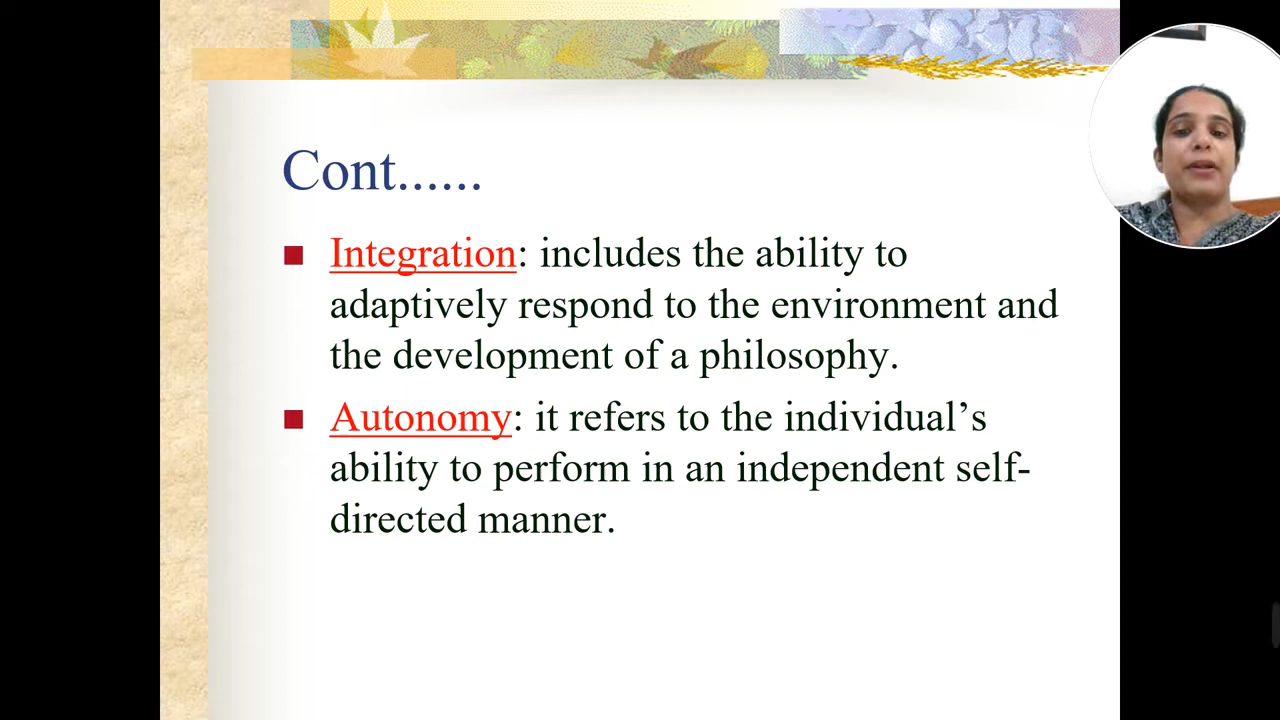 Cont......
Integration: includes the ability to
adaptively respond to the environment and
the development of a philosophy.
Autonomy: it refers to the individual’s
ability to perform in an independent self-
directed manner.